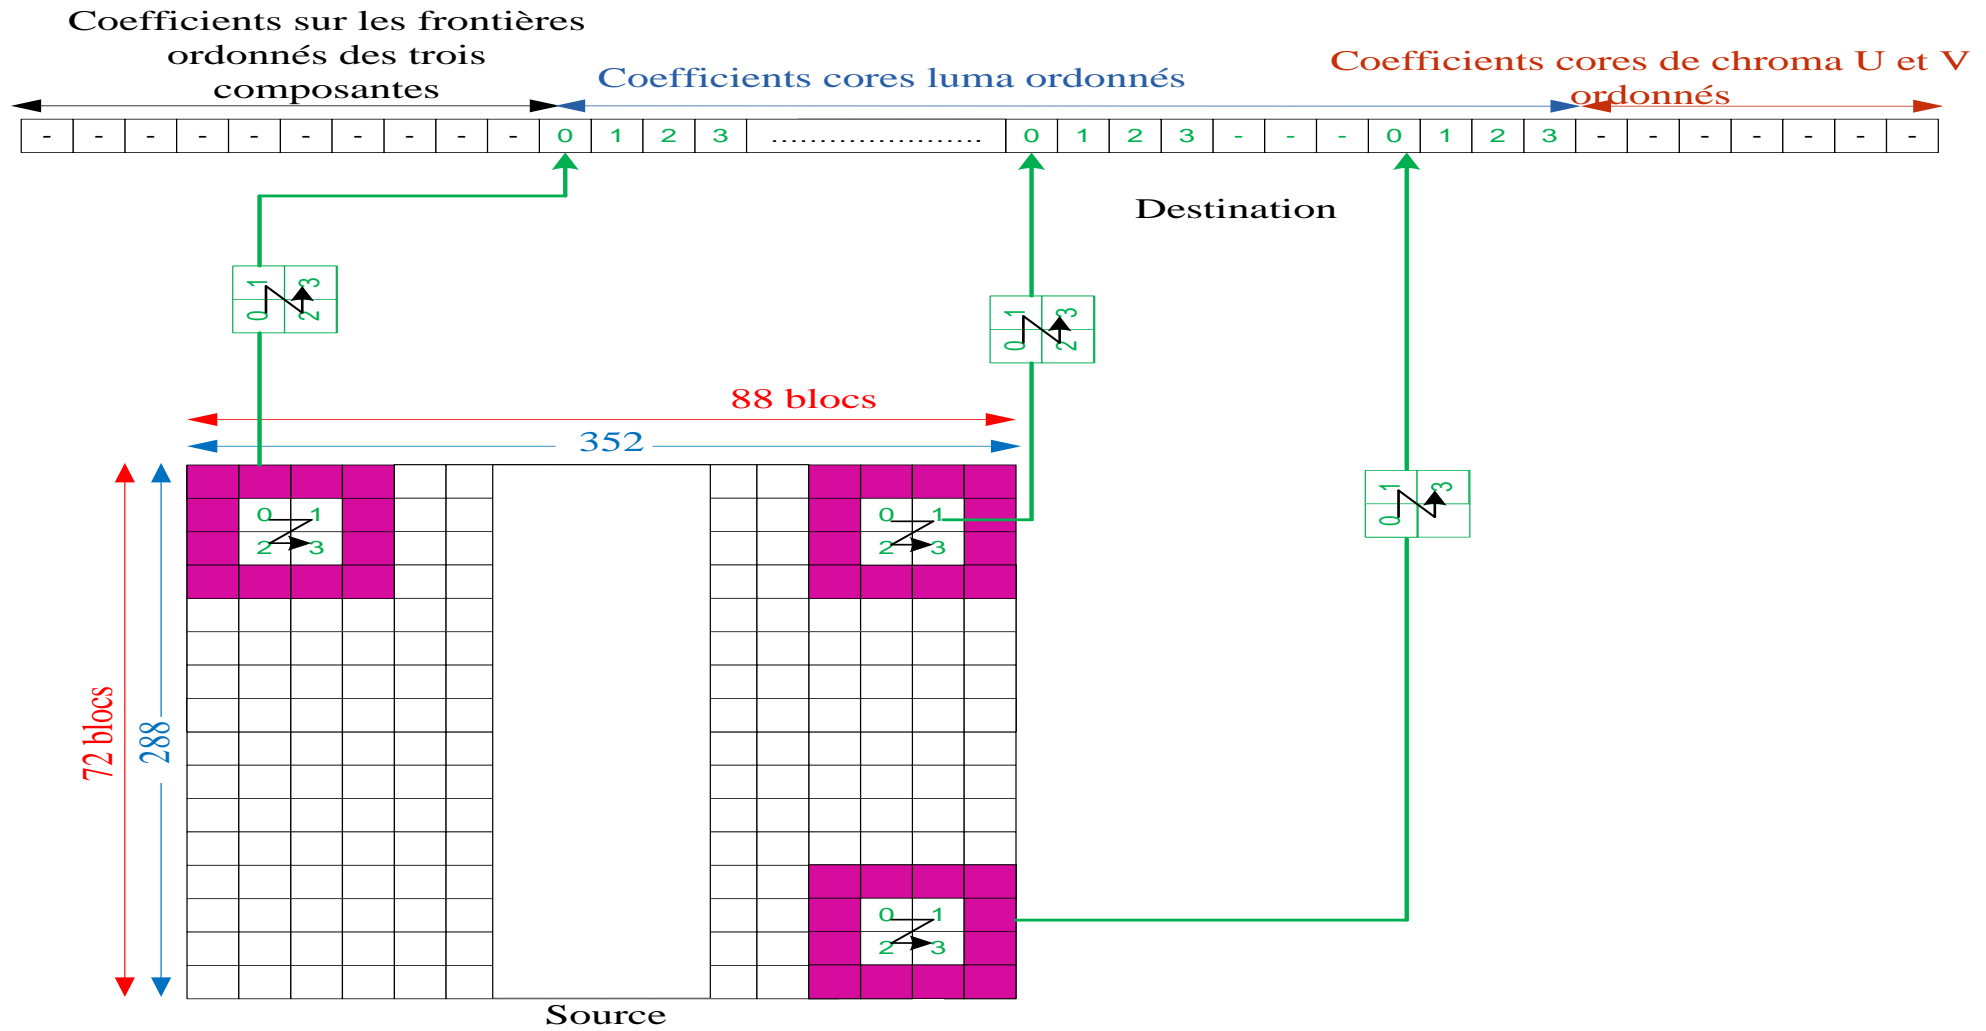 Coefficients sur les frontières
ordonnés des trois
composantes
Coefficients cores luma ordonnés
Coefficients cores de chroma U et V
ordonnés
- - - - - - - - - - 0 1 2 3 ...................... 0 1 2 3 - - - 0 1 2 3 - - - - - - -
Destination
1 3
0 2
1 3
0 2
88 blocs
352
1 3
0
0 1
2 3
0 1
2 3
72 blocs
288
0 1
2 3
Source